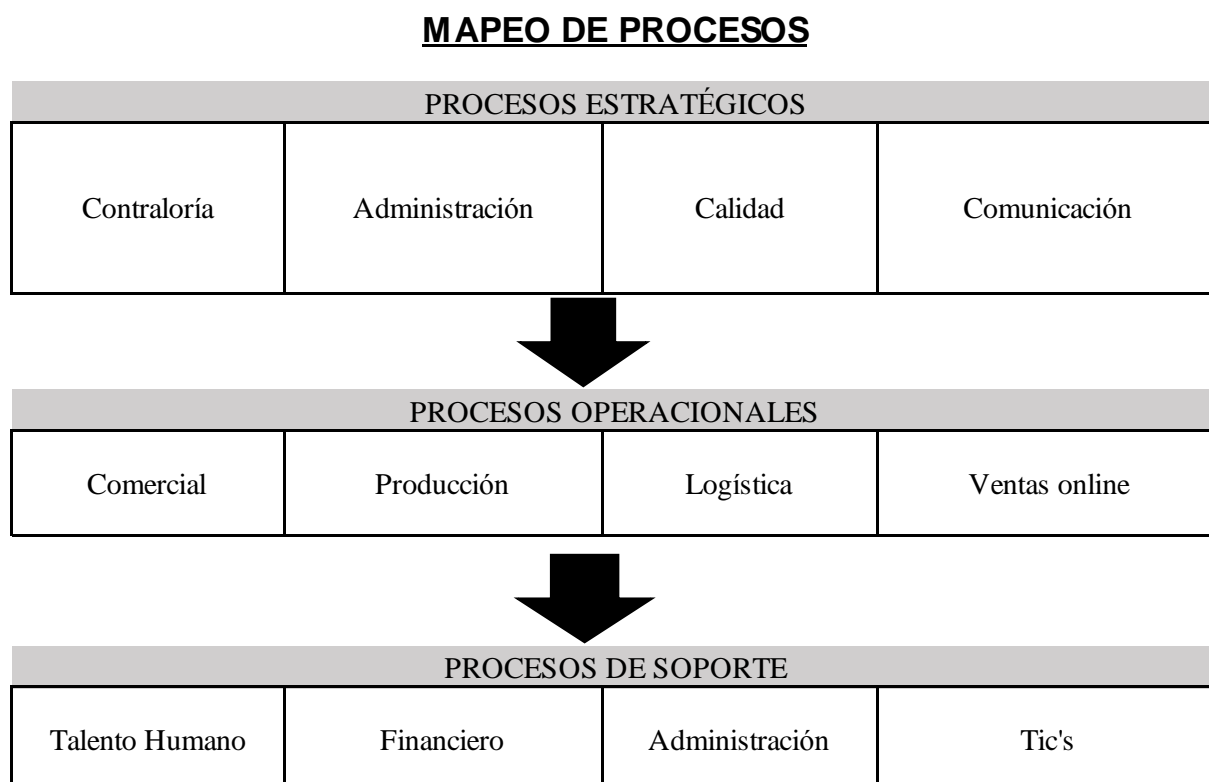 MAPEO DE PROCESOS
PROCESOS ESTRATÉGICOS
Contraloría Administración Calidad Comunicación
PROCESOS OPERACIONALES
Comercial Producción Logística Ventas online
PROCESOS DE SOPORTE
Talento Humano Financiero Administración Tic's